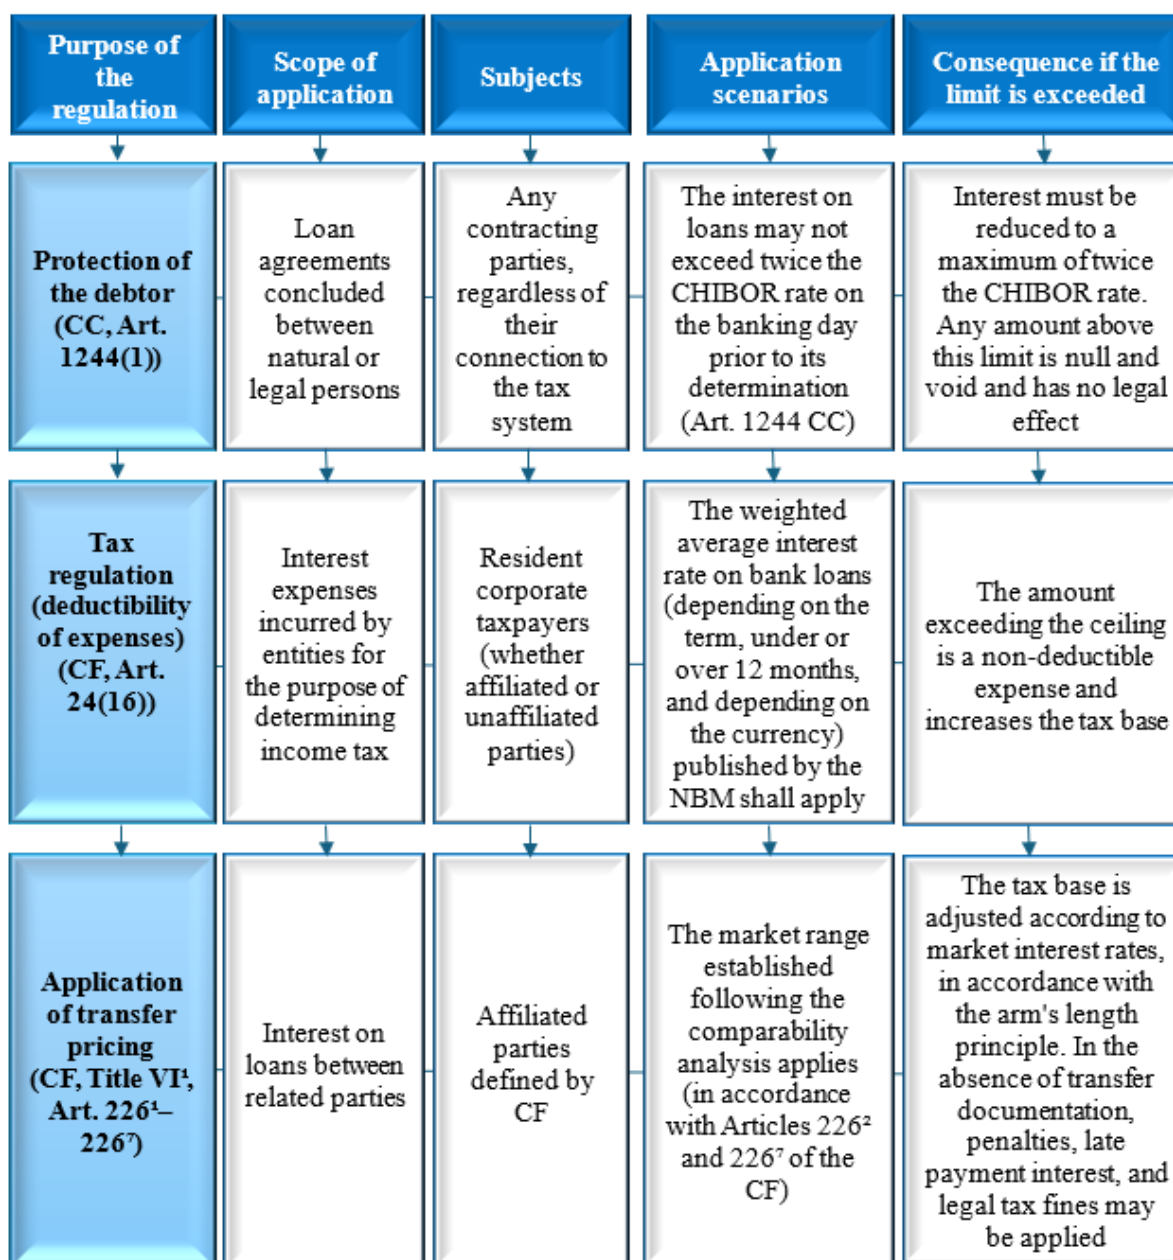 Purpose of
the
regulation
Scope of
application
Subjects
Application
scenarios
Consequence if the
limit is exceeded
Protection of
the debtor
(CC, Art.
1244(1))
Loan
agreements
concluded
between
natural or
legal persons
Any
contracting
parties,
regardless of
their
connection to
the tax
system
The interest on
loans may not
exceed twice the
CHIBOR rate on
the banking day
prior to its
determination
(Art. 1244 CC)
Interest must be
reduced to a
maximum of twice
the CHIBOR rate.
Any amount above
this limit is null and
void and has no legal
effect
Tax
regulation
(deductibility
of expenses)
(CF, Art.
24(16))
Interest
expenses
incurred by
entities for
the purpose of
determining
income tax
Resident
corporate
taxpayers
(whether
affiliated or
unaffiliated
parties)
The weighted
average interest
rate on bank loans
(depending on the
term, under or
over 12 months,
and depending on
the currency)
published by the
NBM shall apply
The amount
exceeding the ceiling
is a non-deductible
expense and
increases the tax base
Application
of transfer
pricing
(CF, Title VI¹,
Art. 226¹–
226⁷)
Interest on
loans between
related parties
Affiliated
parties
defined by
CF
The market range
established
following the
comparability
analysis applies
(in accordance
with Articles 226²
and 226⁷ of the
CF)
The tax base is
adjusted according to
market interest rates,
in accordance with
the arm's length
principle. In the
absence of transfer
documentation,
penalties, late
payment interest, and
legal tax fines may
be applied